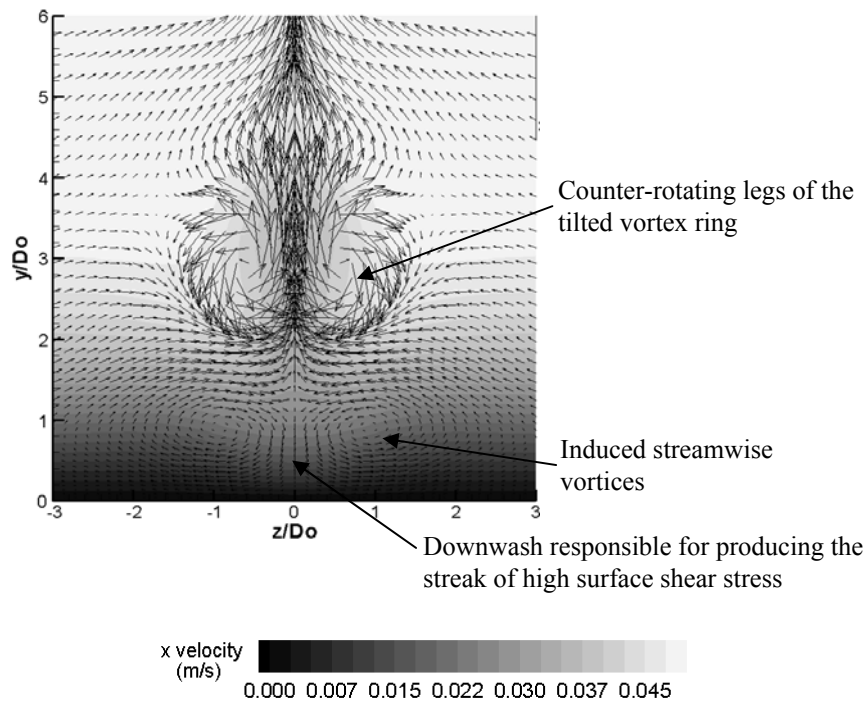 6
5
4
3
2
1
0
y/Do
-3
-2
-1
0
1
2
3
z/Do
Counter-rotating legs of the
tilted vortex ring
Induced streamwise
vortices
Downwash responsible for producing the
streak of high surface shear stress
x velocity
(m/s)
0.000 0.007 0.015 0.022 0.030 0.037 0.045